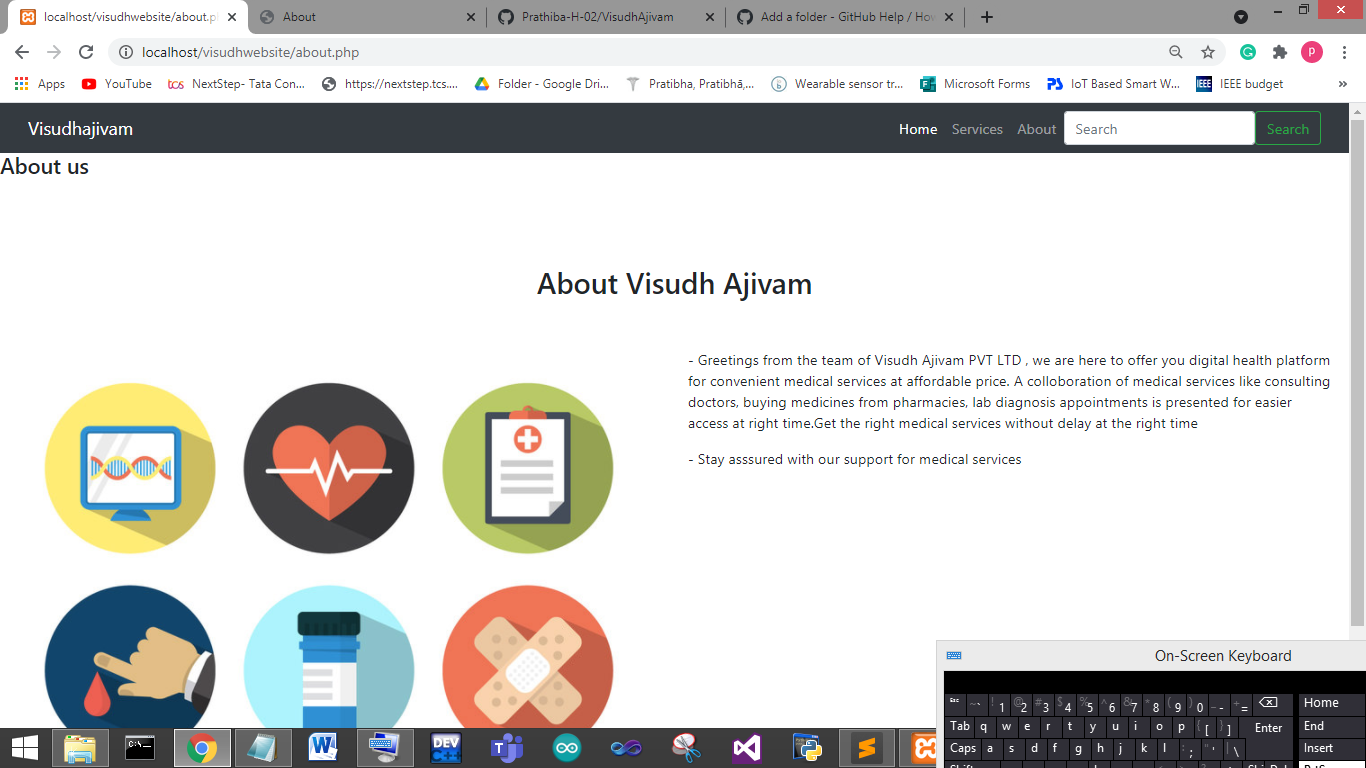 localhost/visudhwebsite/about.p
About
Prathiba-H-02/VisudhAjivam
Add a folder - GitHub Help / Ho
localhost/visudhwebsite/about.php
G
P
Apps
YouTube
tcs NextStep- Tata Con...
https://nextstep.tcs....
Folder - Google Dri...
Pratibha, Pratibhā,...
Wearable sensor tr...
Microsoft Forms
IoT Based Smart W...
IEEE IEEE budget
»
Visudhajivam
Home Services About Search Search
About us
About Visudh Ajivam
- Greetings from the team of Visudh Ajivam PVT LTD , we are here to offer you digital health platform
for convenient medical services at affordable price. A colloboration of medical services like consulting
doctors, buying medicines from pharmacies, lab diagnosis appointments is presented for easier
access at right time.Get the right medical services without delay at the right time
- Stay asssured with our support for medical services
On-Screen Keyboard
Esc ~ ` ! 1 @ 2 # 3 $ 4 % 5 ^ 6 & 7 * 8 ( 9 ) 0 _ - + = Home
Tab q w e r t y u i o p { [ } ] Enter End
Caps a s d f g h j k l : ; " ' | \ Insert
DEV C++